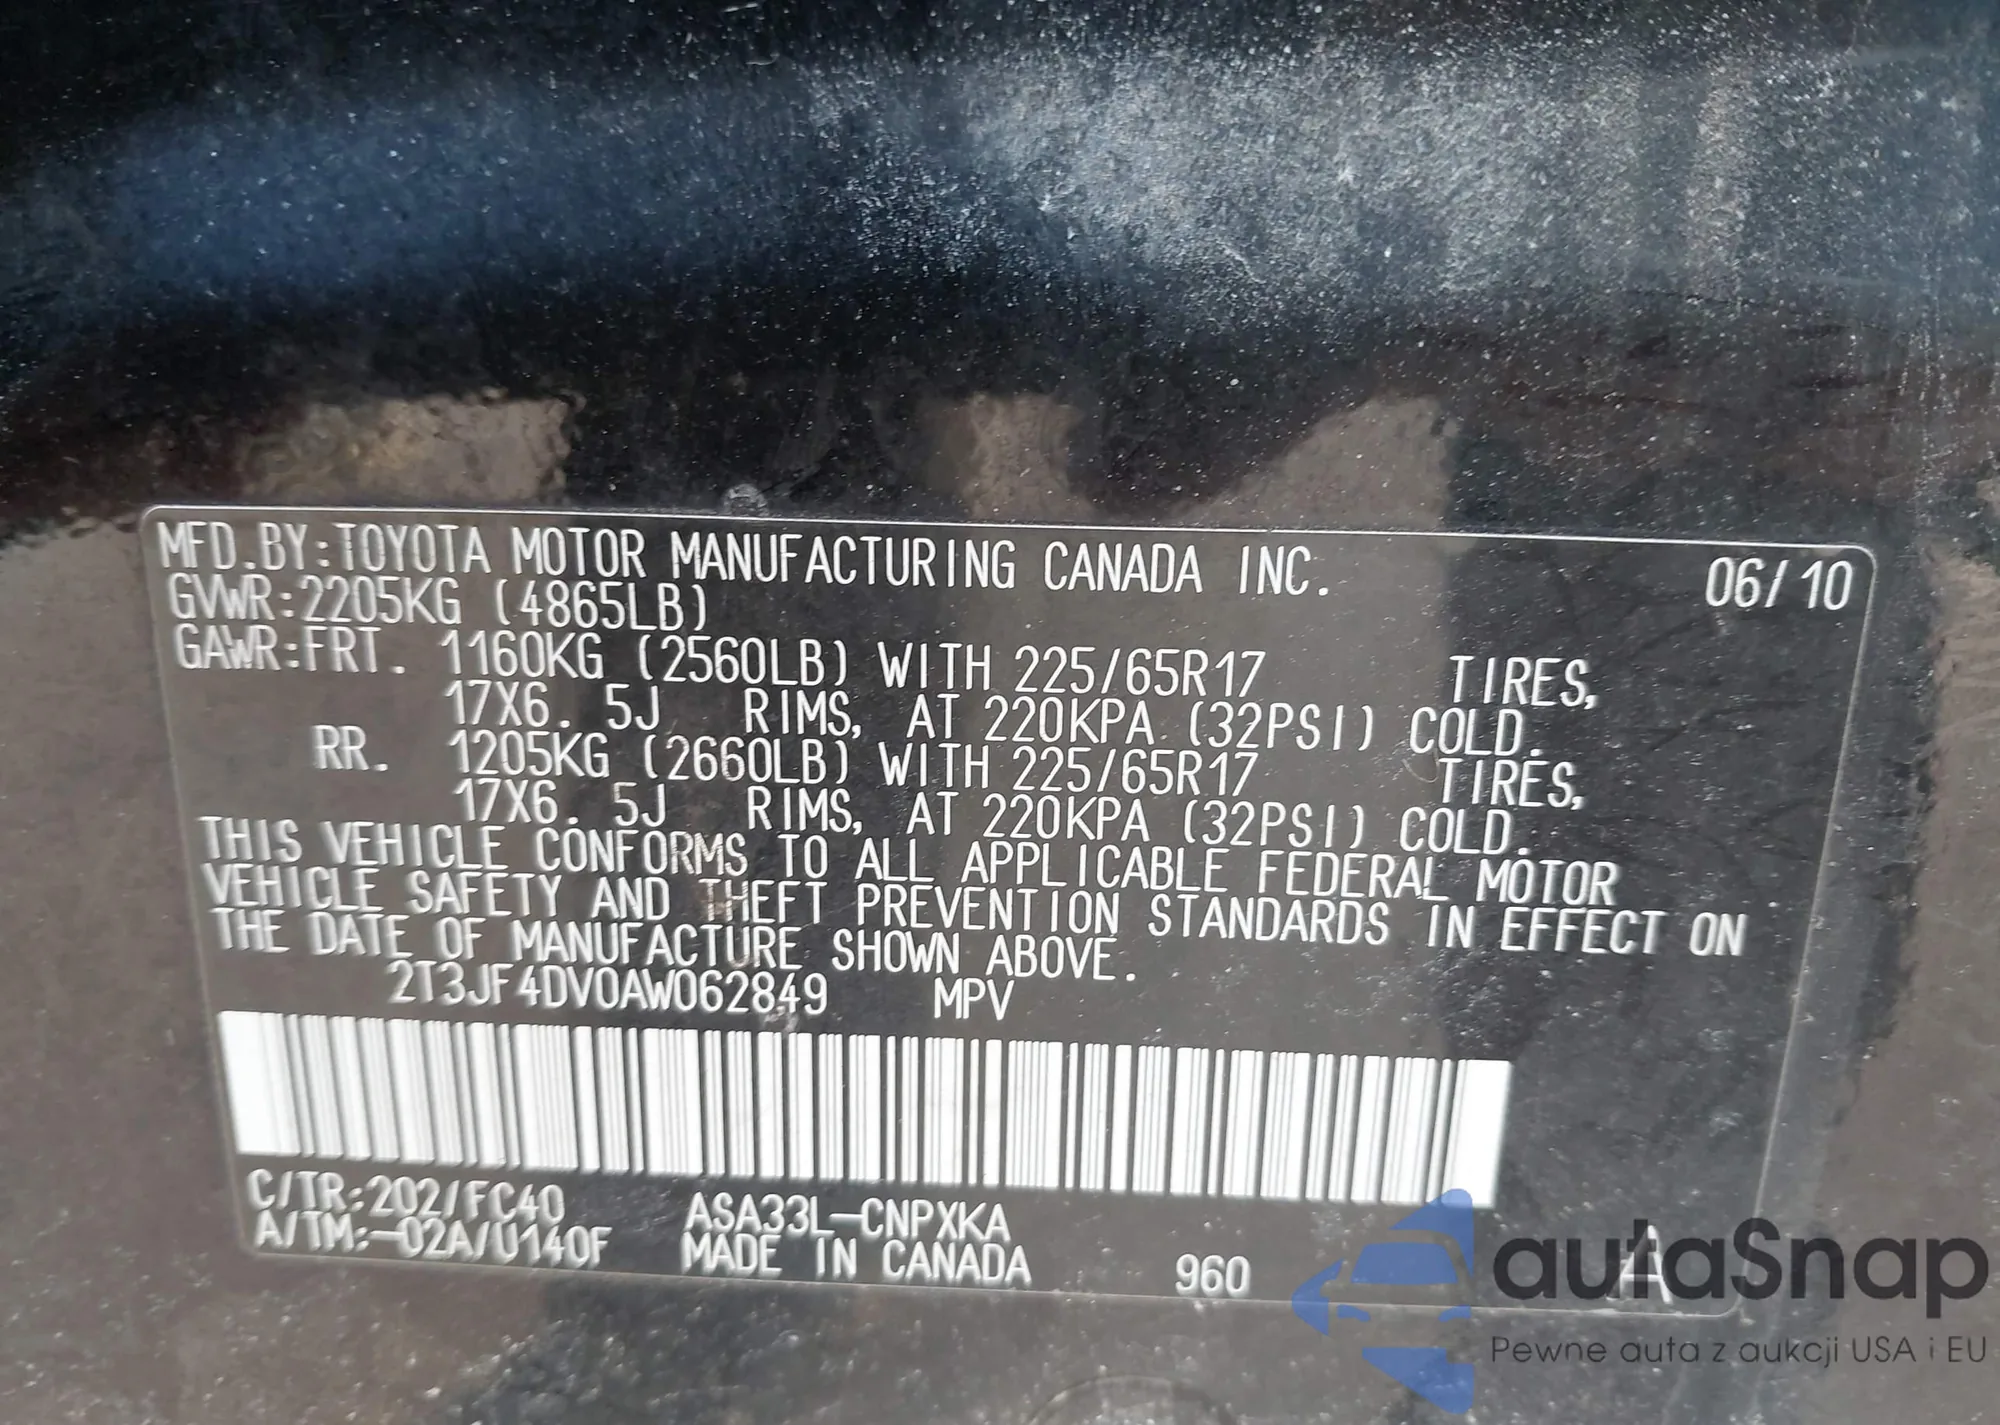 MFD.BY:TOYOTA MOTOR MANUFACTURING CANADA INC. 06/10
GVWR:2205KG (4865LB)
GAWR:FRT. 1160KG (2560LB) WITH 225/65R17 TIRES,
17X6.5J RIMS, AT 220KPA (32PSI) COLD.
RR. 1205KG (2660LB) WITH 225/65R17 TIRES,
17X6.5J RIMS, AT 220KPA (32PSI) COLD.
THIS VEHICLE CONFORMS TO ALL APPLICABLE FEDERAL MOTOR
VEHICLE SAFETY AND THEFT PREVENTION STANDARDS IN EFFECT ON
THE DATE OF MANUFACTURE SHOWN ABOVE.
2T3JF4DV0AW062849 MPV
C/TR:202/FC40 ASA33L-CNPXKA
A/TM:-02A/U140F MADE IN CANADA 960 A
autaSnap
Pewne auta z aukcji USA i EU